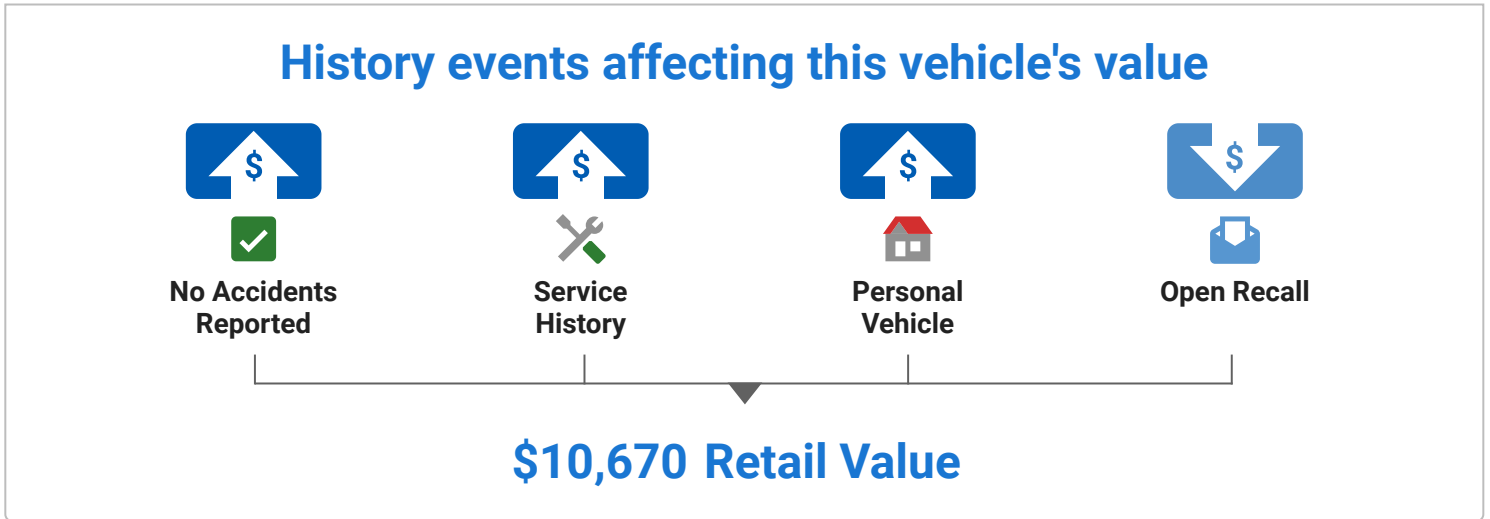 History events affecting this vehicle's value
$ $ $ $
No Accidents Reported
Service History
Personal Vehicle
Open Recall
$10,670 Retail Value